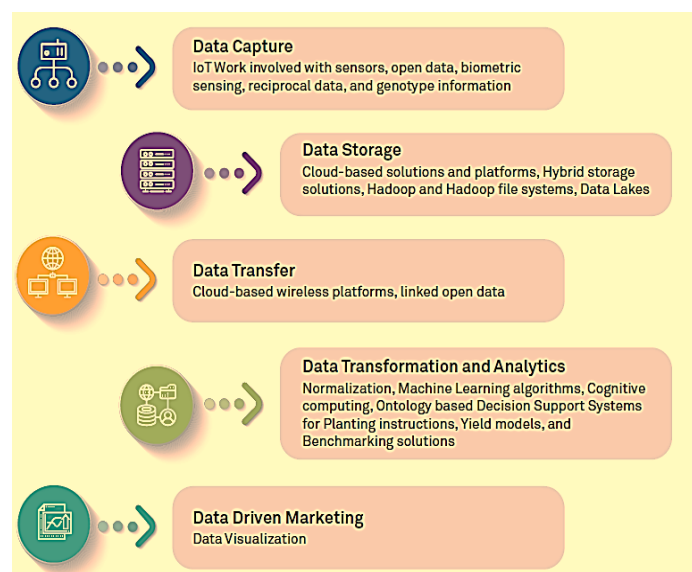 Data Capture
IoT Work involved with sensors, open data, biometric
sensing, reciprocal data, and genotype information
Data Storage
Cloud-based solutions and platforms, Hybrid storage
solutions, Hadoop and Hadoop file systems, Data Lakes
Data Transfer
Cloud-based wireless platforms, linked open data
Data Transformation and Analytics
Normalization, Machine Learning algorithms, Cognitive
computing, Ontology based Decision Support Systems
for Planting instructions, Yield models, and
Benchmarking solutions
Data Driven Marketing
Data Visualization